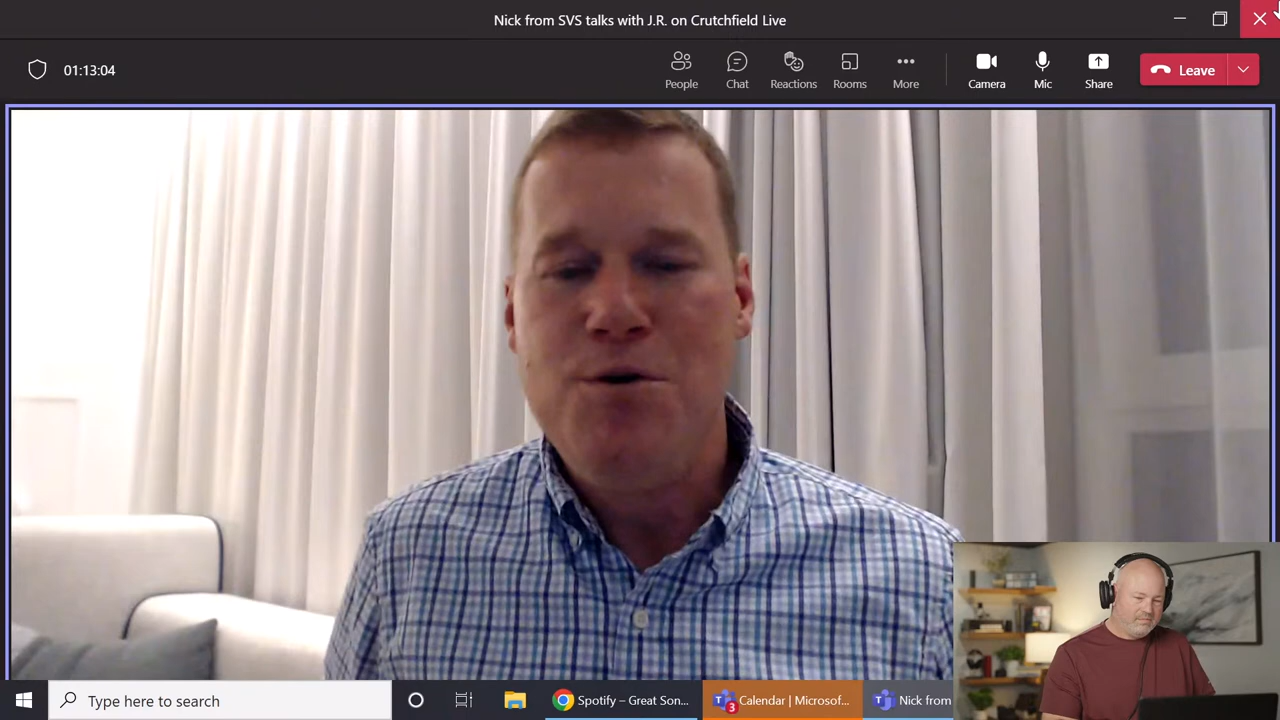 Nick from SVS talks with J.R. on Crutchfield Live
01:13:04
People
Chat
Reactions
Rooms
More
Camera
Mic
Share
Leave
Type here to search
Spotify – Great Son...
3
Calendar | Microsof...
Nick from